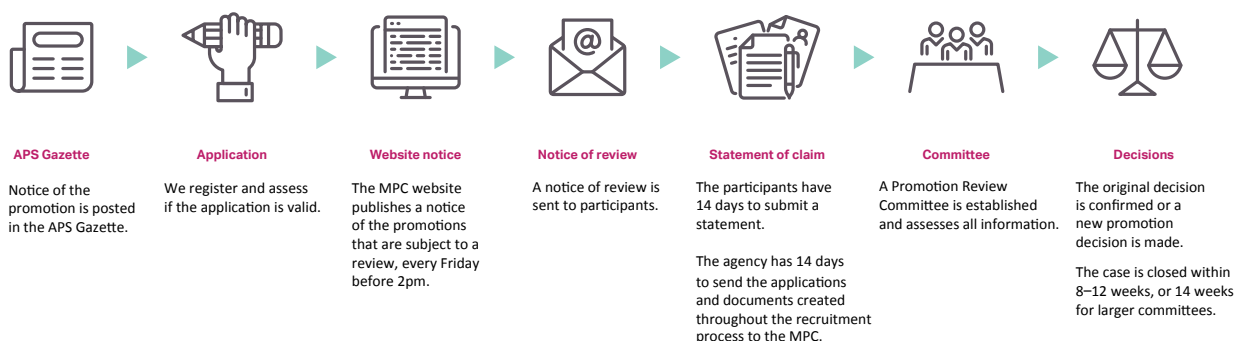 APS Gazette
Notice of the
promotion is posted
in the APS Gazette.
Application
We register and assess
if the application is valid.
Website notice
The MPC website
publishes a notice
of the promotions
that are subject to a
review, every Friday
before 2pm.
Notice of review
A notice of review is
sent to participants.
Statement of claim
The participants have
14 days to submit a
statement.
The agency has 14 days
to send the applications
and documents created
throughout the recruitment
process to the MPC.
Committee
A Promotion Review
Committee is established
and assesses all information.
Decisions
The original decision
is confirmed or a
new promotion
decision is made.
The case is closed within
8–12 weeks, or 14 weeks
for larger committees.